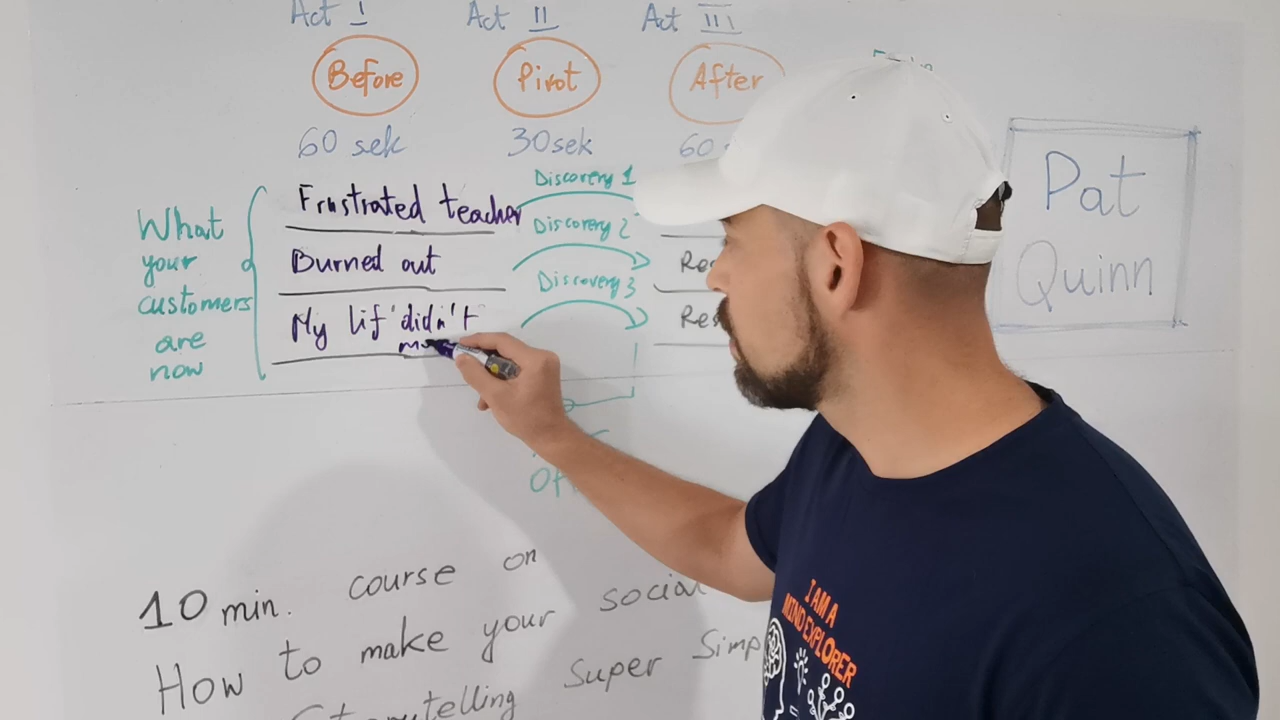 Act I Act II Act III
Before Pivot After
60 sek 30sek 60
What your customers are now
Frustrated teacher
Burned out
My lif didn't
Discovery 1
Discovery 2
Discovery 3
Pat
Quinn
10 min. course on
How to make your social
Storytelling Super Simp
I AM A
MIND EXPLORER